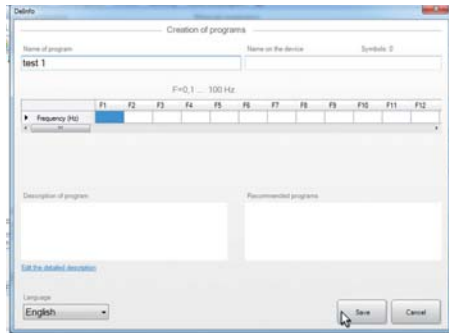 DeInfo
Creation of programs
Name of program Name on the device Symbols: 0
test 1
F=0,1 ... 100 Hz
F1 F2 F3 F4 F5 F6 F7 F8 F9 F10 F11 F12
Frequency (Hz)
Description of program Recommended programs
Edit the detailed description
Language
English Save Cancel